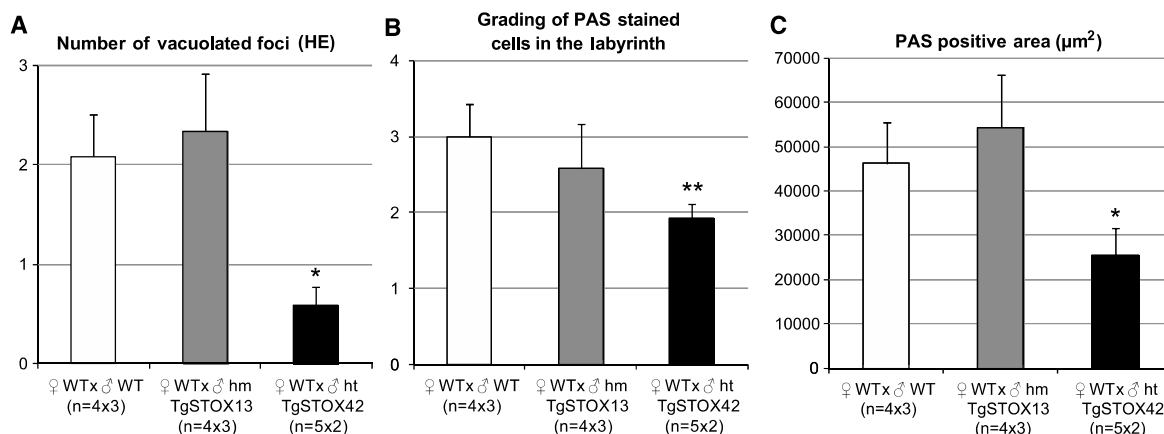 A
Number of vacuolated foci (HE)
3
2
1
0
*
♀ WTx ♂ WT
(n=4x3)
♀ WTx ♂ hm
TgSTOX13
(n=4x3)
♀ WTx ♂ ht
TgSTOX42
(n=5x2)
B
Grading of PAS stained
cells in the labyrinth
4
3
2
1
0
**
♀ WTx ♂ WT
(n=4x3)
♀ WTx ♂ hm
TgSTOX13
(n=4x3)
♀ WTx ♂ ht
TgSTOX42
(n=5x2)
C
PAS positive area (µm²)
70000
60000
50000
40000
30000
20000
10000
0
*
♀ WTx ♂ WT
(n=4x3)
♀ WTx ♂ hm
TgSTOX13
(n=4x3)
♀ WTx ♂ ht
TgSTOX42
(n=5x2)